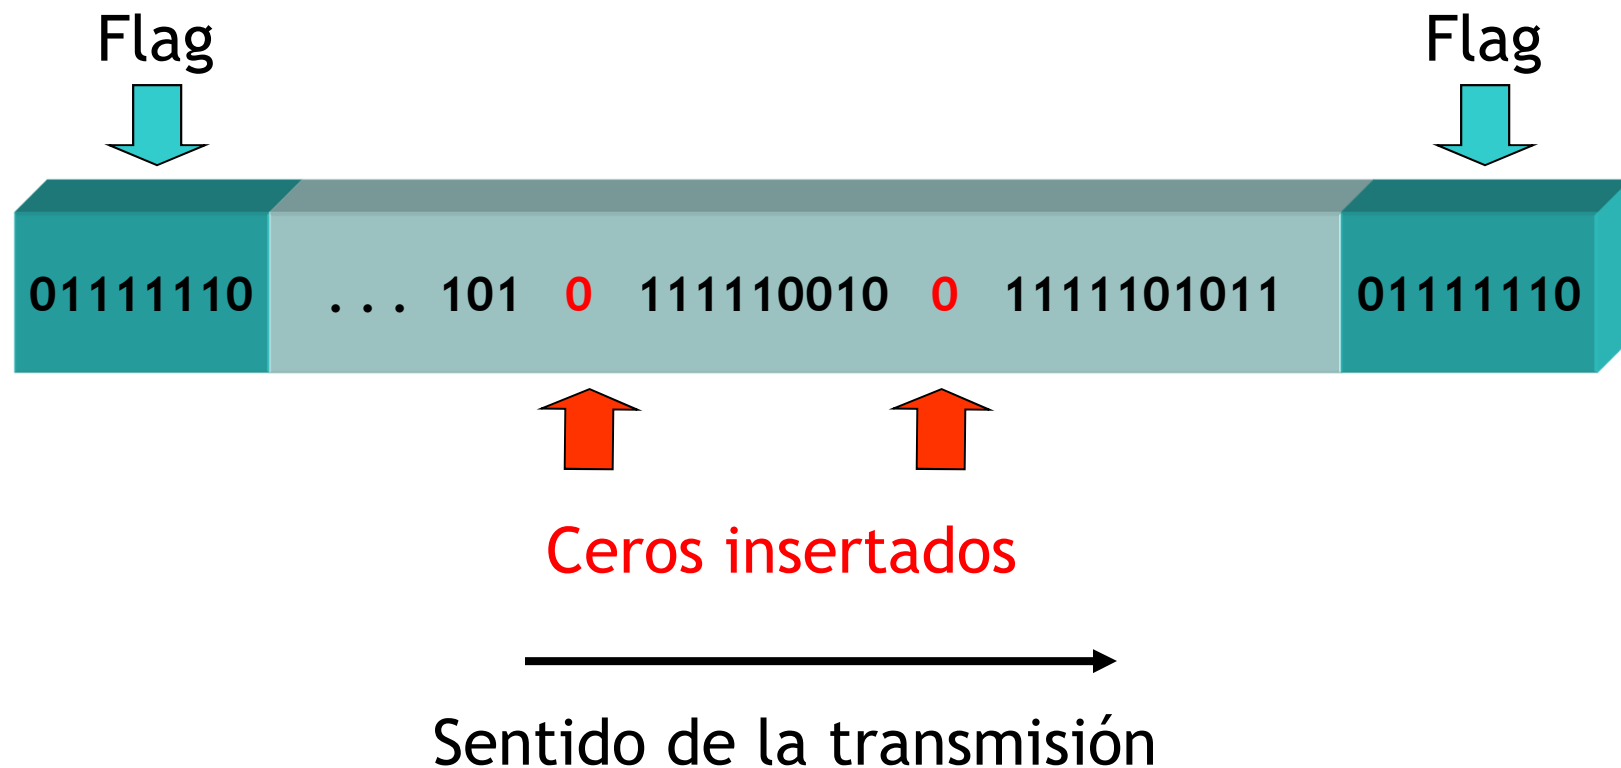 Flag Flag
01111110 ... 101 0 111110010 0 1111101011 01111110
Ceros insertados
Sentido de la transmisión